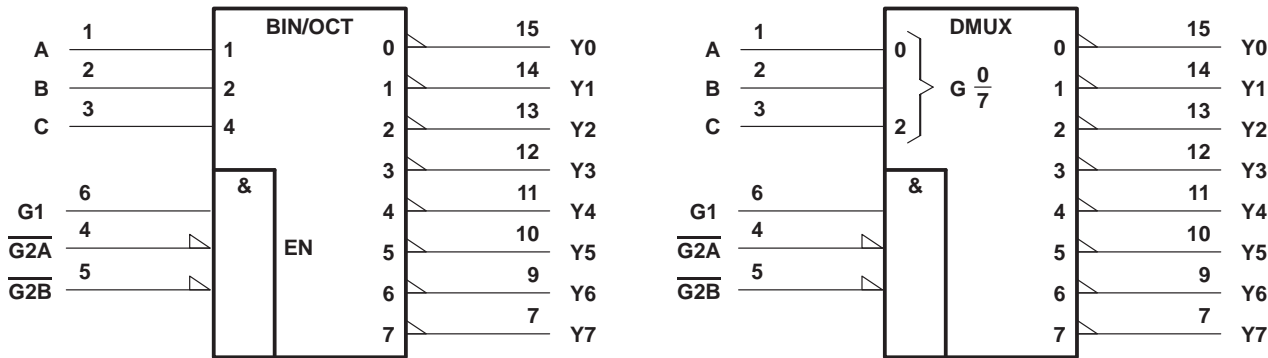 BIN/OCT
A 1 1 0 15 Y0
B 2 2 1 14 Y1
C 3 4 2 13 Y2
3 12 Y3
&
G1 6 4 11 Y4
G2A 4 EN 5 10 Y5
G2B 5 6 9 Y6
7 7 Y7
DMUX
A 1 0 0 15 Y0
B 2 G 0/7 1 14 Y1
C 3 2 2 13 Y2
3 12 Y3
&
G1 6 4 11 Y4
G2A 4 5 10 Y5
G2B 5 6 9 Y6
7 7 Y7